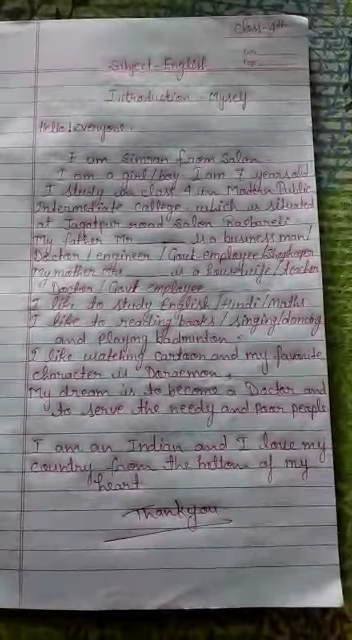 Class-4th
Subject-English
Introduction Myself
Hello! everyone.
I am Simran from Salon
I am a girl/boy I am 7 years old
I study in class 4 in Modern Public
Intermediate college which is situated
at Jagatpur road Salon Raebareli
My father Mr. ____ is a business man/
Doctor/engineer/Govt employee/Shopkeeper
My mother Mrs ____ is a housewife/teacher
Doctor/Govt employee
I like to study English/Hindi/Maths
I like to reading books/singing/dancing
and playing badminton.
I like watching cartoon and my favourite
character is Doraemon.
My dream is to become a Doctor and
to serve the needy and poor people
I am an Indian and I love my
country from the bottom of my
heart
Thankyou